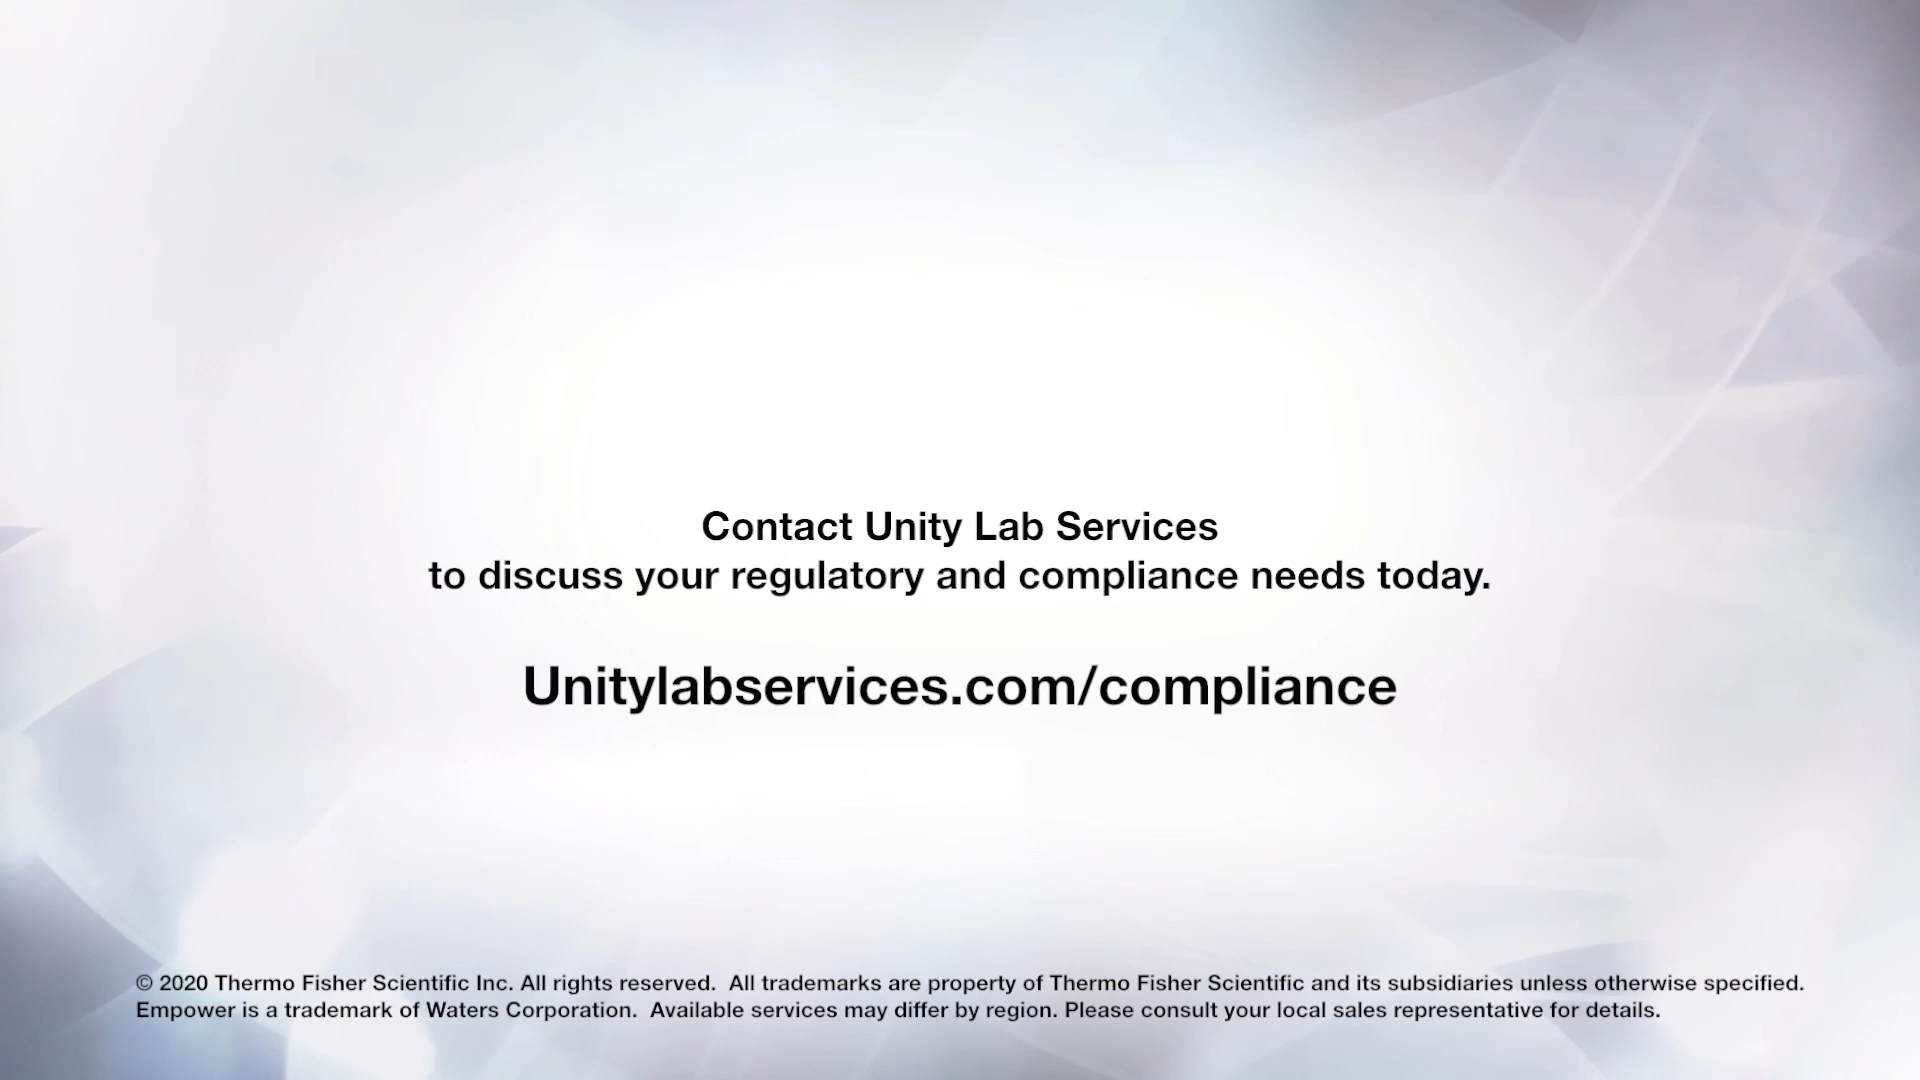 Contact Unity Lab Services
to discuss your regulatory and compliance needs today.
Unitylabservices.com/compliance
© 2020 Thermo Fisher Scientific Inc. All rights reserved.  All trademarks are property of Thermo Fisher Scientific and its subsidiaries unless otherwise specified.
Empower is a trademark of Waters Corporation.  Available services may differ by region. Please consult your local sales representative for details.